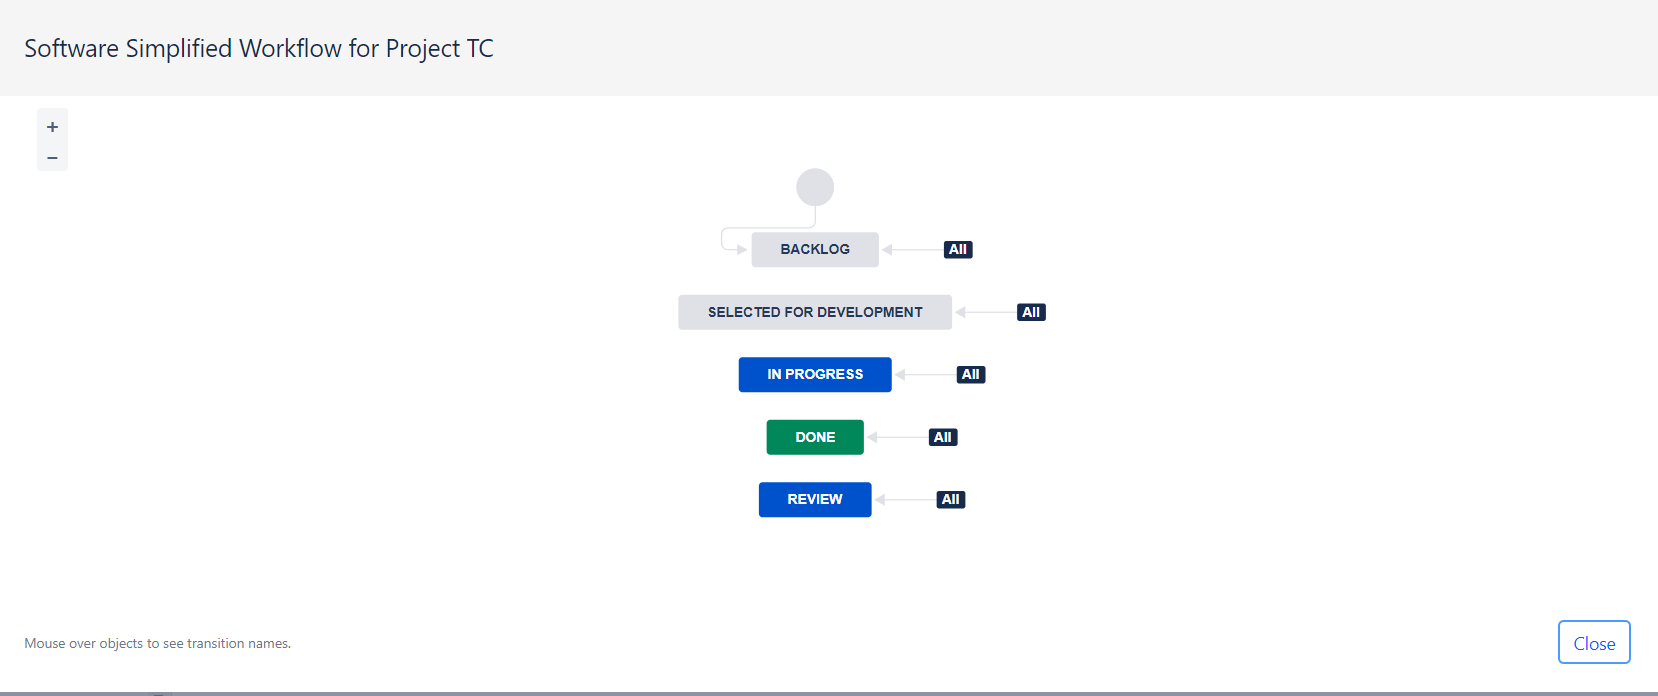 Software Simplified Workflow for Project TC
+
−
BACKLOG All
SELECTED FOR DEVELOPMENT All
IN PROGRESS All
DONE All
REVIEW All
Mouse over objects to see transition names.
Close